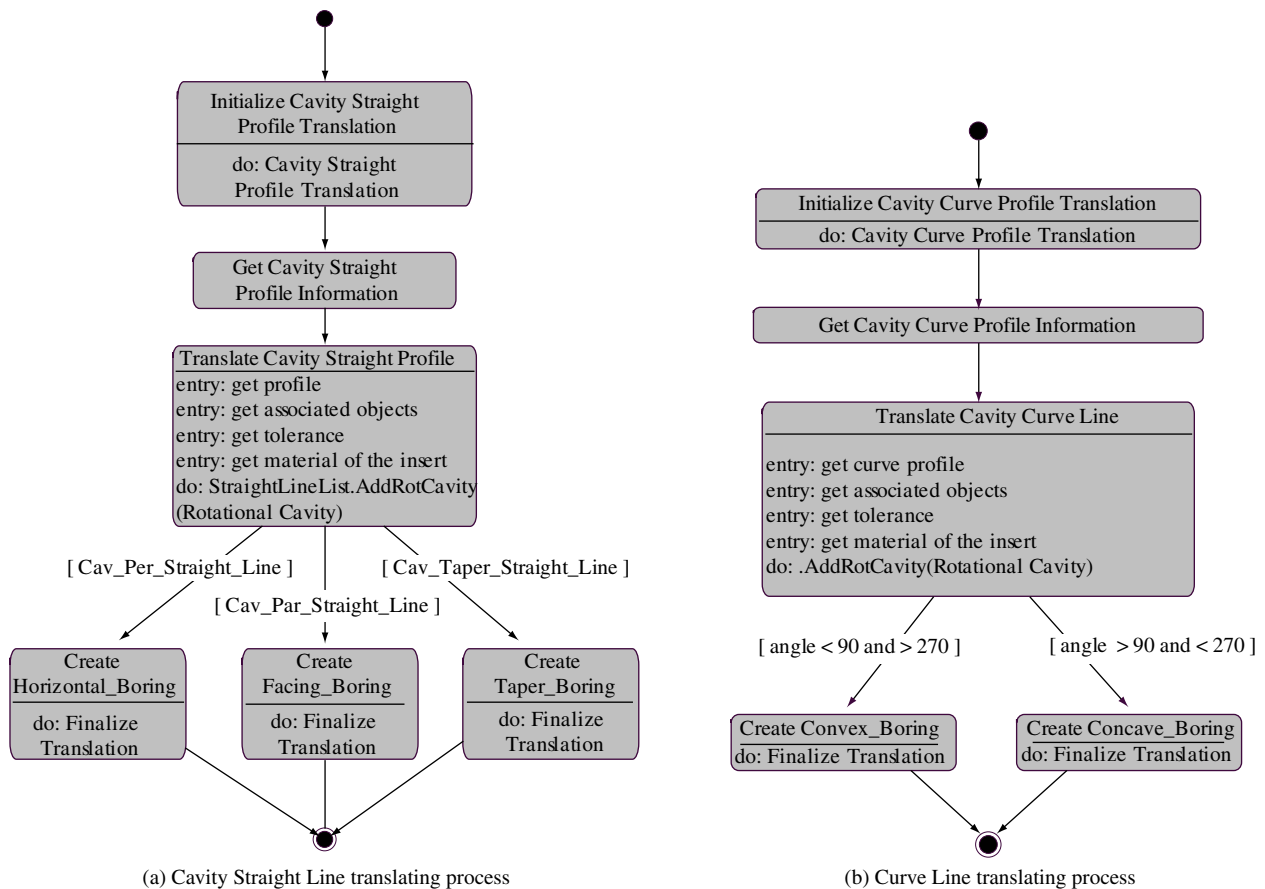 Initialize Cavity Straight
Profile Translation
do: Cavity Straight
Profile Translation
Get Cavity Straight
Profile Information
Translate Cavity Straight Profile
entry: get profile
entry: get associated objects
entry: get tolerance
entry: get material of the insert
do: StraightLineList.AddRotCavity
(Rotational Cavity)
[ Cav_Per_Straight_Line ]
[ Cav_Taper_Straight_Line ]
[ Cav_Par_Straight_Line ]
Create
Horizontal_Boring
do: Finalize
Translation
Create
Facing_Boring
do: Finalize
Translation
Create
Taper_Boring
do: Finalize
Translation
(a) Cavity Straight Line translating process
Initialize Cavity Curve Profile Translation
do: Cavity Curve Profile Translation
Get Cavity Curve Profile Information
Translate Cavity Curve Line
entry: get curve profile
entry: get associated objects
entry: get tolerance
entry: get material of the insert
do: .AddRotCavity(Rotational Cavity)
[ angle < 90 and > 270 ]
[ angle > 90 and < 270 ]
Create Convex_Boring
do: Finalize Translation
Create Concave_Boring
do: Finalize Translation
(b) Curve Line translating process